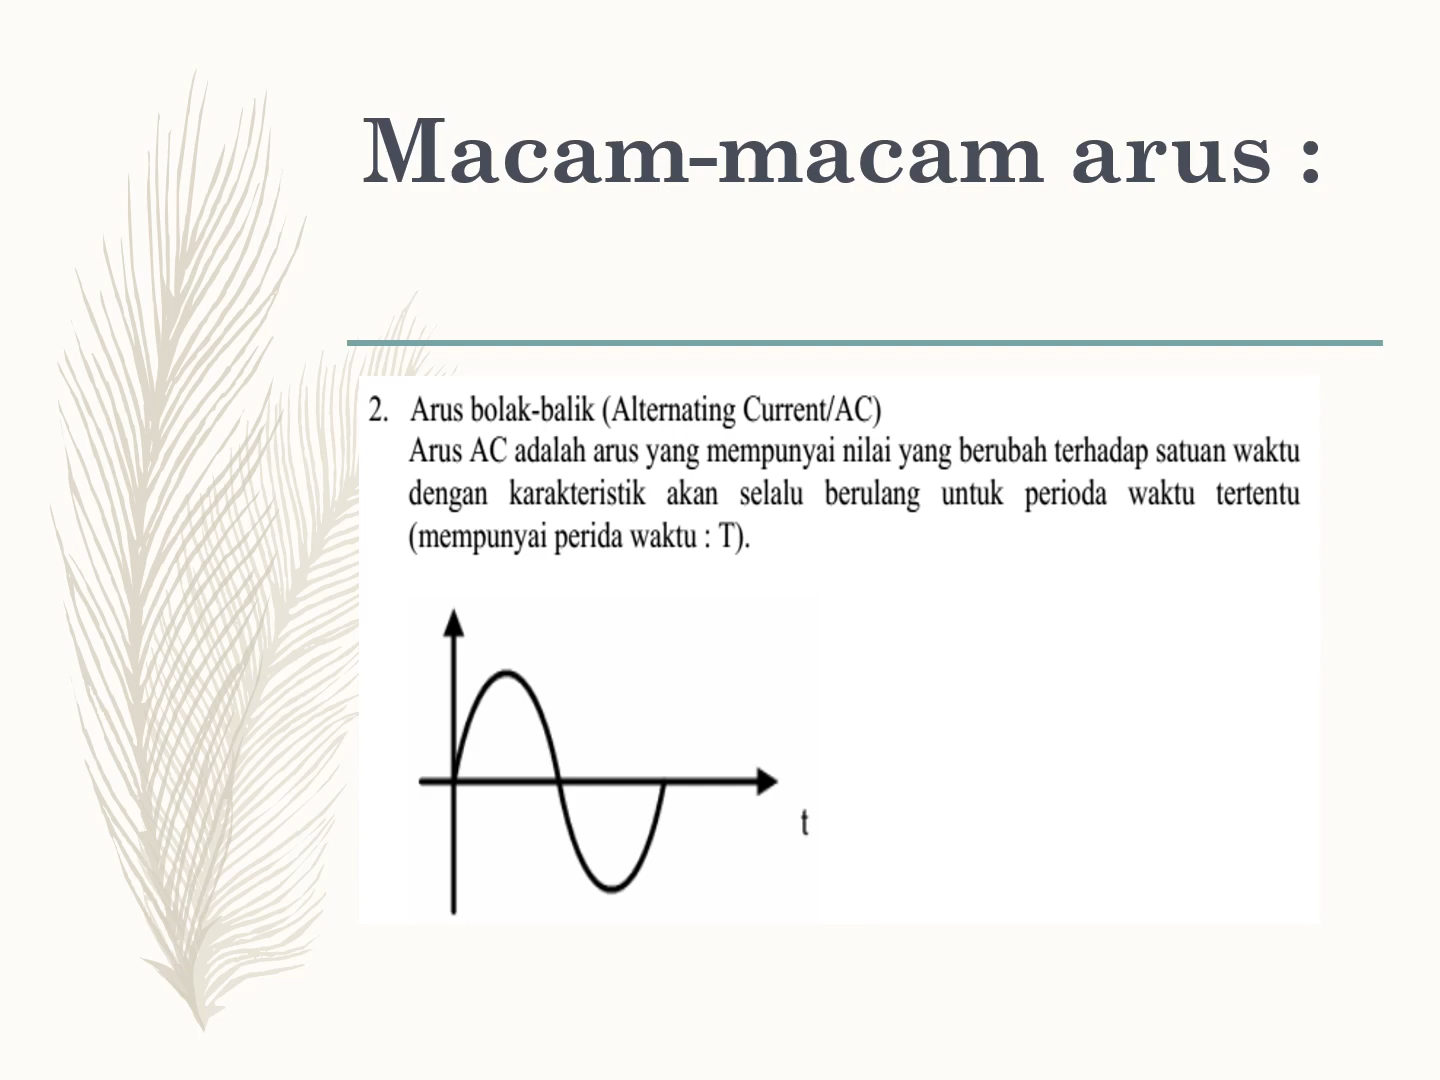 Macam-macam arus :
2. Arus bolak-balik (Alternating Current/AC)
Arus AC adalah arus yang mempunyai nilai yang berubah terhadap satuan waktu
dengan karakteristik akan selalu berulang untuk perioda waktu tertentu
(mempunyai perida waktu : T).
t